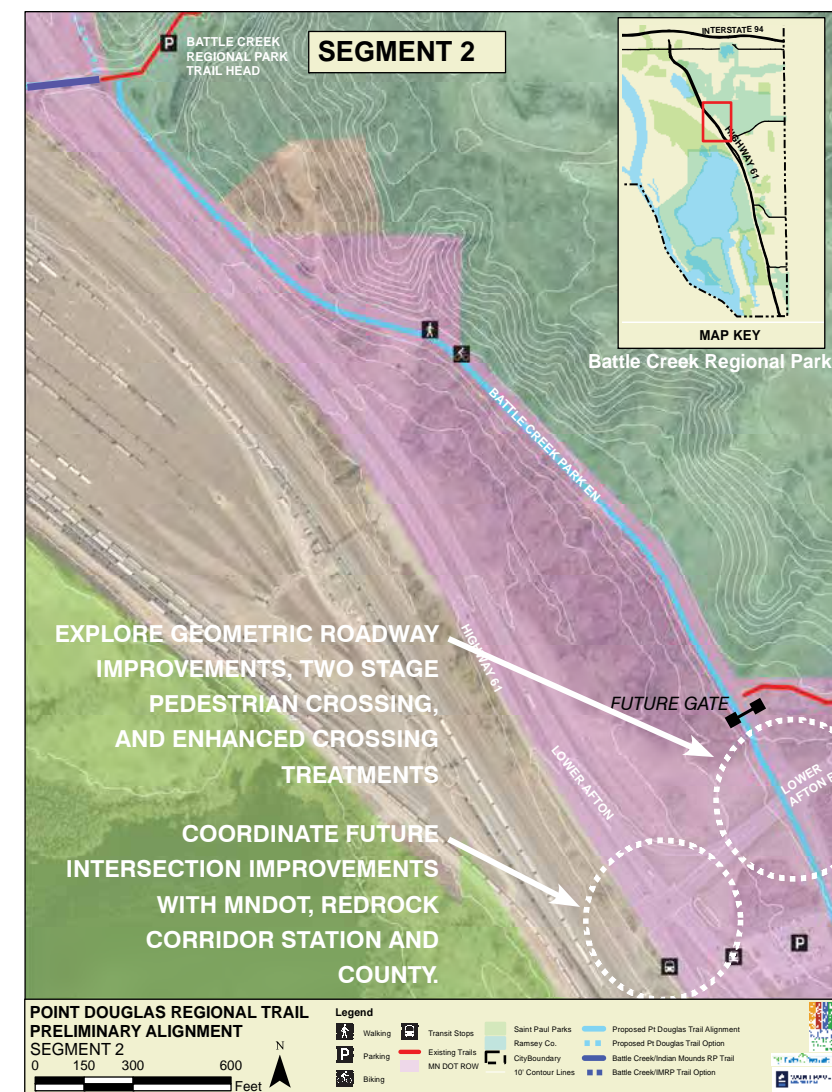 SEGMENT 2
P
BATTLE CREEK
REGIONAL PARK
TRAIL HEAD
INTERSTATE 94
HIGHWAY 61
MAP KEY
Battle Creek Regional Park
BATTLE CREEK PARK EN
EXPLORE GEOMETRIC ROADWAY
IMPROVEMENTS, TWO STAGE
PEDESTRIAN CROSSING,
AND ENHANCED CROSSING
TREATMENTS
HIGHWAY 61
FUTURE GATE
LOWER AFTON
LOWER
AFTON
COORDINATE FUTURE
INTERSECTION IMPROVEMENTS
WITH MNDOT, REDROCK
CORRIDOR STATION AND
COUNTY.
P
POINT DOUGLAS REGIONAL TRAIL
PRELIMINARY ALIGNMENT
SEGMENT 2
0 150 300 600
Feet
N
Legend
Walking
P Parking
Biking
Transit Stops
Existing Trails
MN DOT ROW
Saint Paul Parks
Ramsey Co.
CityBoundary
10' Contour Lines
Proposed Pt Douglas Trail Alignment
Proposed Pt Douglas Trail Option
Battle Creek/Indian Mounds RP Trail
Battle Creek/IMRP Trail Option